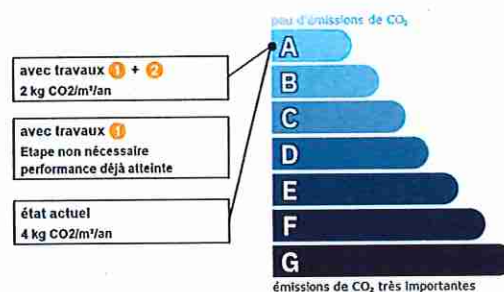 peu d'émissions de CO₂
avec travaux 1 + 2
2 kg CO2/m²/an
avec travaux 1
Etape non nécessaire
performance déjà atteinte
état actuel
4 kg CO2/m²/an
A
B
C
D
E
F
G
émissions de CO₂ très importantes